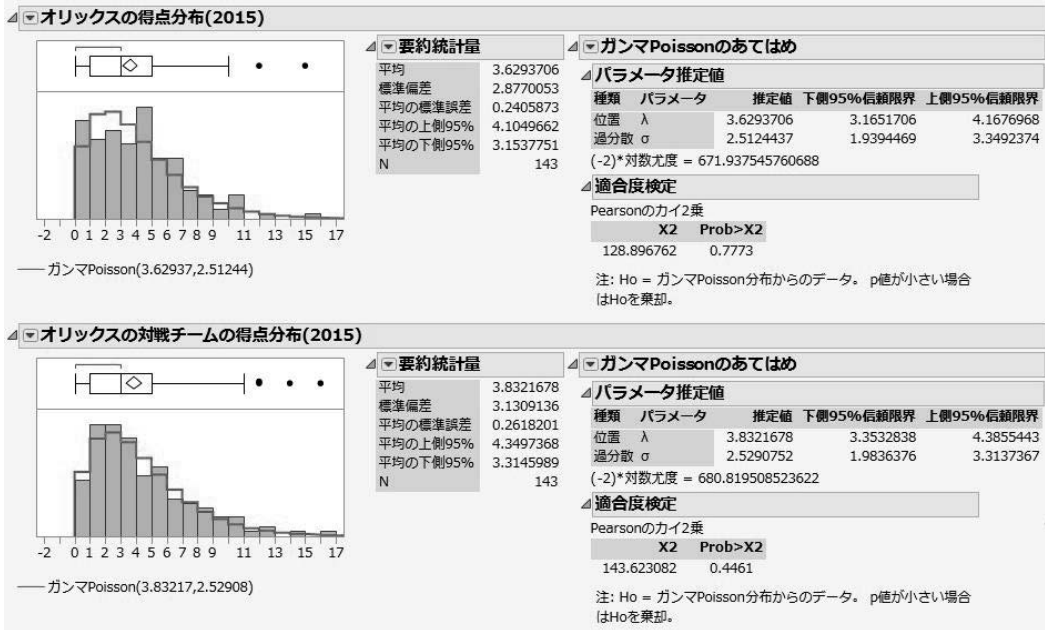 オリックスの得点分布(2015)
-2 0 1 2 3 4 5 6 7 8 9 11 13 15 17
ガンマPoisson(3.62937,2.51244)
要約統計量
平均 3.6293706
標準偏差 2.8770053
平均の標準誤差 0.2405873
平均の上側95% 4.1049662
平均の下側95% 3.1537751
N 143
ガンマPoissonのあてはめ
パラメータ推定値
種類 パラメータ 推定値 下側95%信頼限界 上側95%信頼限界
位置 λ 3.6293706 3.1651706 4.1676968
過分散 σ 2.5124437 1.9394469 3.3492374
(-2)*対数尤度 = 671.937545760688
適合度検定
Pearsonのカイ2乗
X2 Prob>X2
128.896762 0.7773
注: Ho = ガンマPoisson分布からのデータ。 p値が小さい場合
はHoを棄却。
オリックスの対戦チームの得点分布(2015)
-2 0 1 2 3 4 5 6 7 8 9 11 13 15 17
ガンマPoisson(3.83217,2.52908)
要約統計量
平均 3.8321678
標準偏差 3.1309136
平均の標準誤差 0.2618201
平均の上側95% 4.3497368
平均の下側95% 3.3145989
N 143
ガンマPoissonのあてはめ
パラメータ推定値
種類 パラメータ 推定値 下側95%信頼限界 上側95%信頼限界
位置 λ 3.8321678 3.3532838 4.3855443
過分散 σ 2.5290752 1.9836376 3.3137367
(-2)*対数尤度 = 680.819508523622
適合度検定
Pearsonのカイ2乗
X2 Prob>X2
143.623082 0.4461
注: Ho = ガンマPoisson分布からのデータ。 p値が小さい場合
はHoを棄却。